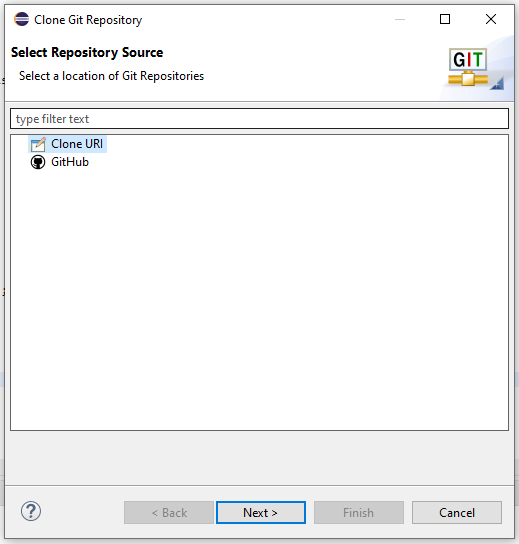 Clone Git Repository
Select Repository Source
Select a location of Git Repositories
GIT
type filter text
Clone URI
GitHub
?
< Back
Next >
Finish
Cancel